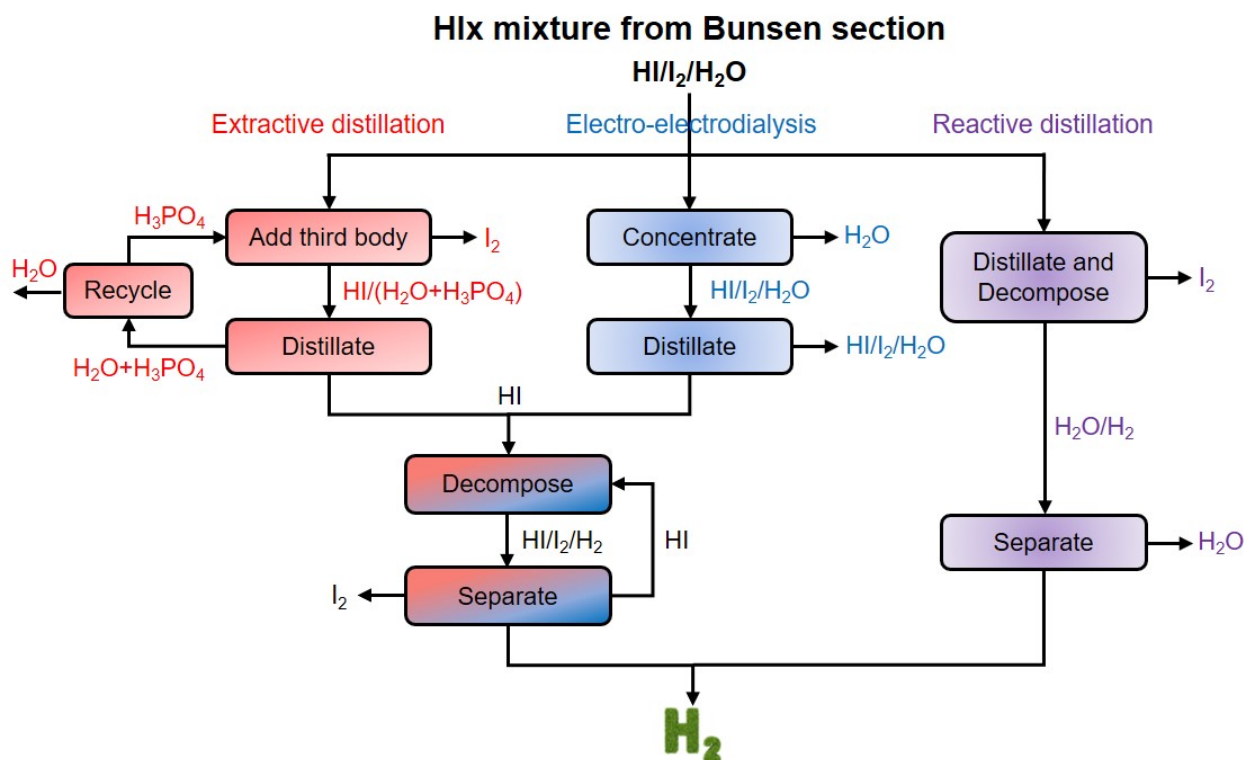 HIx mixture from Bunsen section
HI/I₂/H₂O
Extractive distillation
Electro-electrodialysis
Reactive distillation
H₃PO₄
Add third body
I₂
Concentrate
H₂O
Distillate and
Decompose
I₂
H₂O
Recycle
HI/(H₂O+H₃PO₄)
HI/I₂/H₂O
H₂O+H₃PO₄
Distillate
Distillate
HI/I₂/H₂O
HI
H₂O/H₂
Decompose
HI/I₂/H₂
HI
Separate
H₂O
I₂
Separate
H₂